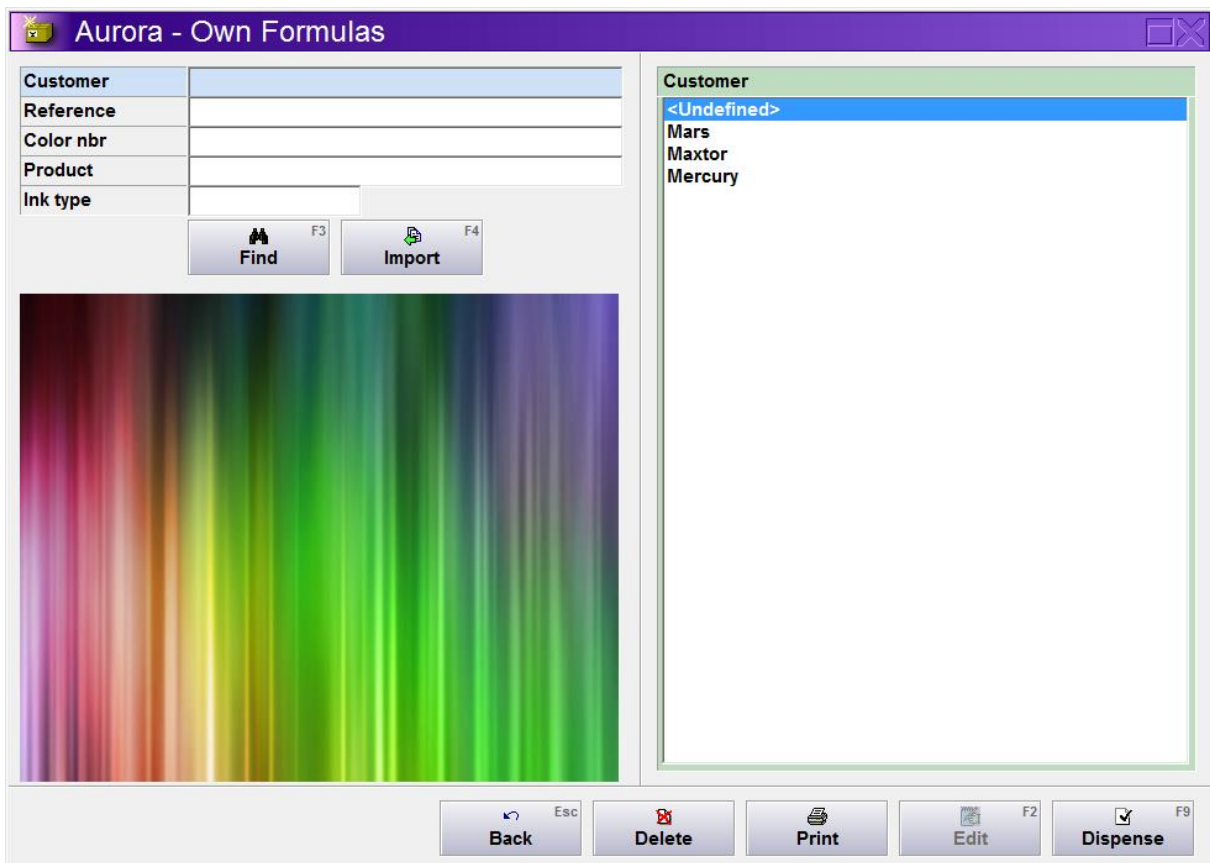 Aurora - Own Formulas
Customer
Reference
Color nbr
Product
Ink type
F3
Find
F4
Import
Customer
<Undefined>
Mars
Maxtor
Mercury
Esc
Back
Delete
Print
F2
Edit
F9
Dispense